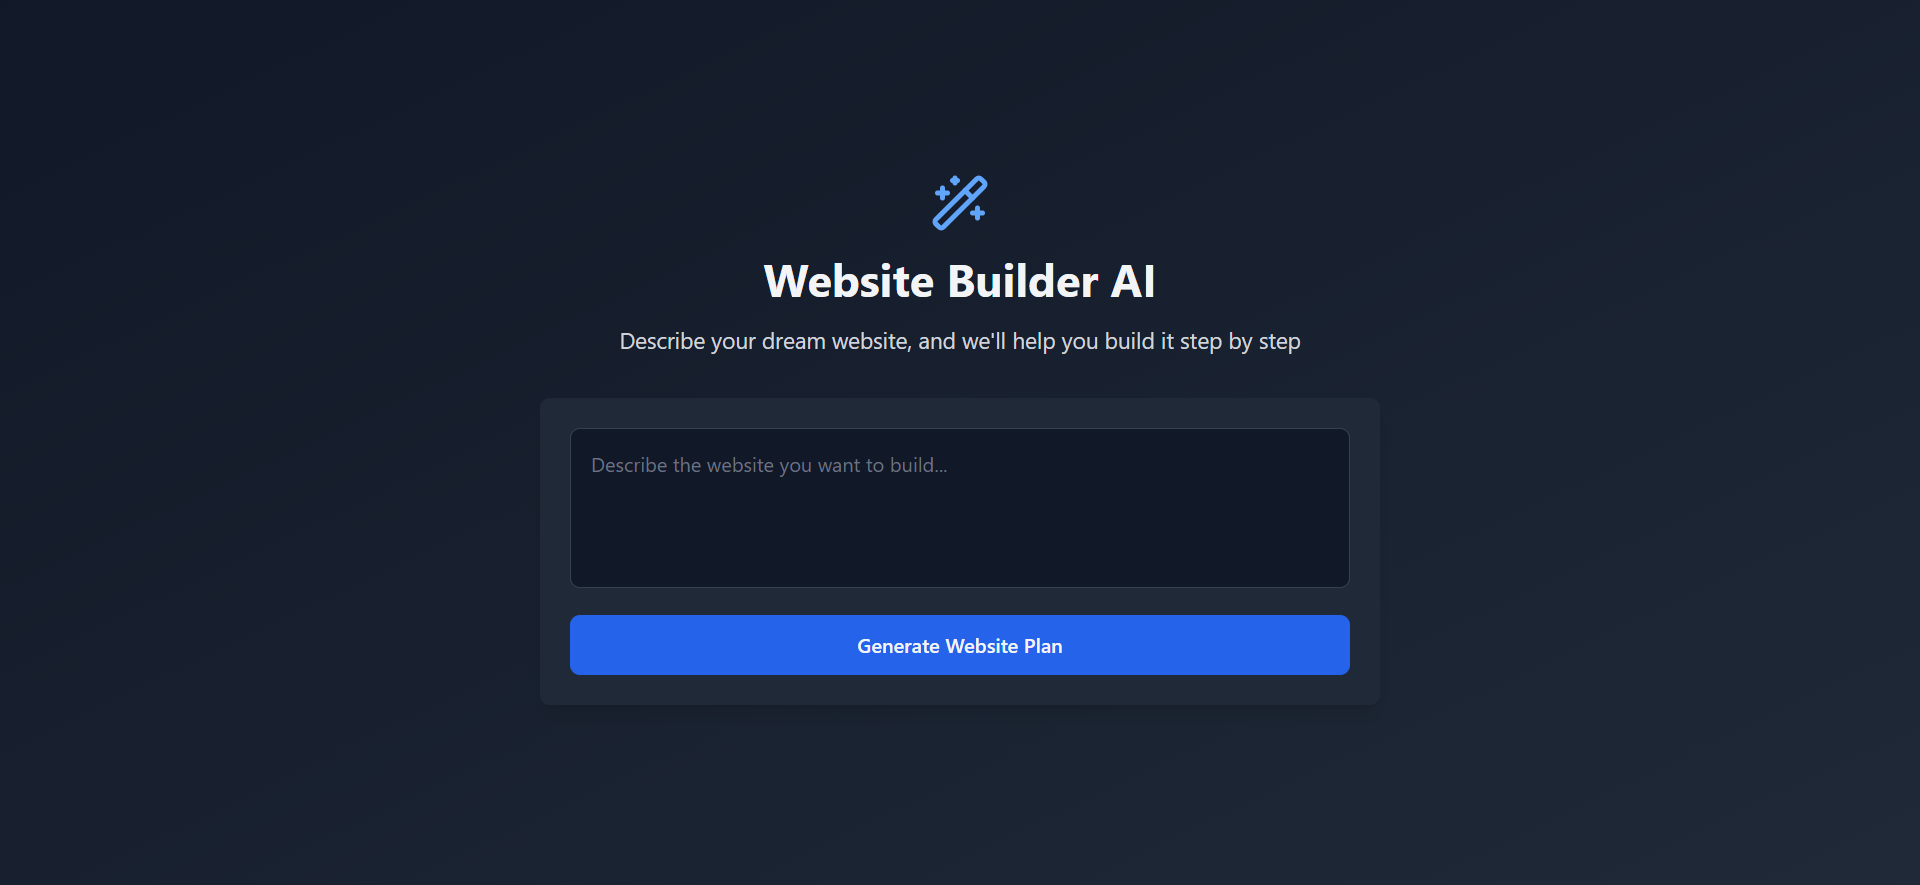 Website Builder AI
Describe your dream website, and we'll help you build it step by step
Describe the website you want to build...
Generate Website Plan